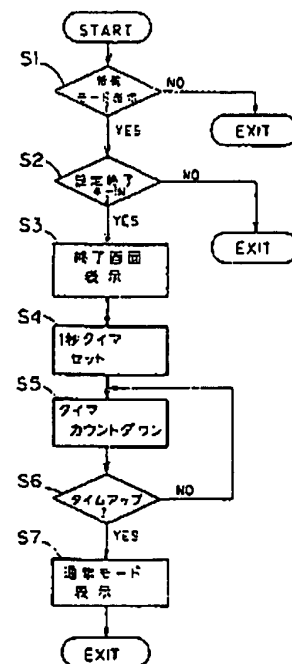 START
S1
モード表示
NO
YES
EXIT
S2
設定終了
キーIN
NO
YES
EXIT
S3
終了画面
表示
S4
1秒タイマ
セット
S5
タイマ
カウントダウン
S6
タイムアップ
?
NO
YES
S7
通常モード
表示
EXIT